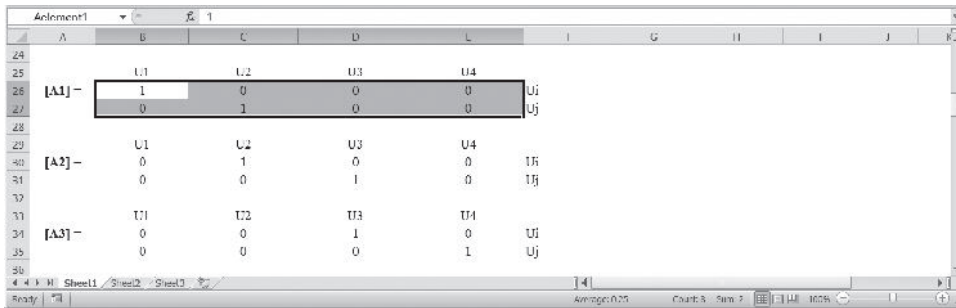 Aelement1 fx 1
A B C D E F G H I J K
24
25 U1 U2 U3 U4
26 [A1] = 1 0 0 0 Ui
27 0 1 0 0 Uj
28
29 U1 U2 U3 U4
30 [A2] = 0 1 0 0 Ui
31 0 0 1 0 Uj
32
33 U1 U2 U3 U4
34 [A3] = 0 0 1 0 Ui
35 0 0 0 1 Uj
36
Sheet1 Sheet2 Sheet3
Ready Average: 0.25 Count: 8 Sum: 2 100%